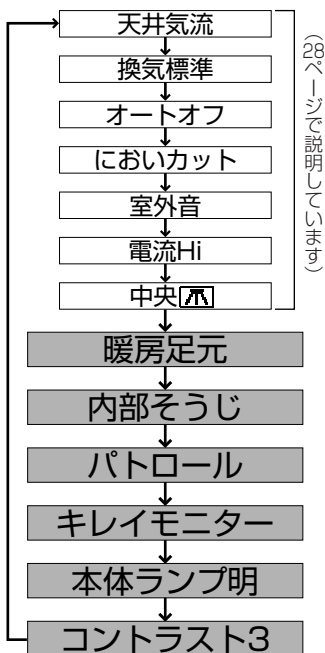 天井気流
換気標準
オートオフ
においカット
室外音
電流Hi
中央
（28ページで説明しています）
暖房足元
内部そうじ
パトロール
キレイモニター
本体ランプ明
コントラスト3